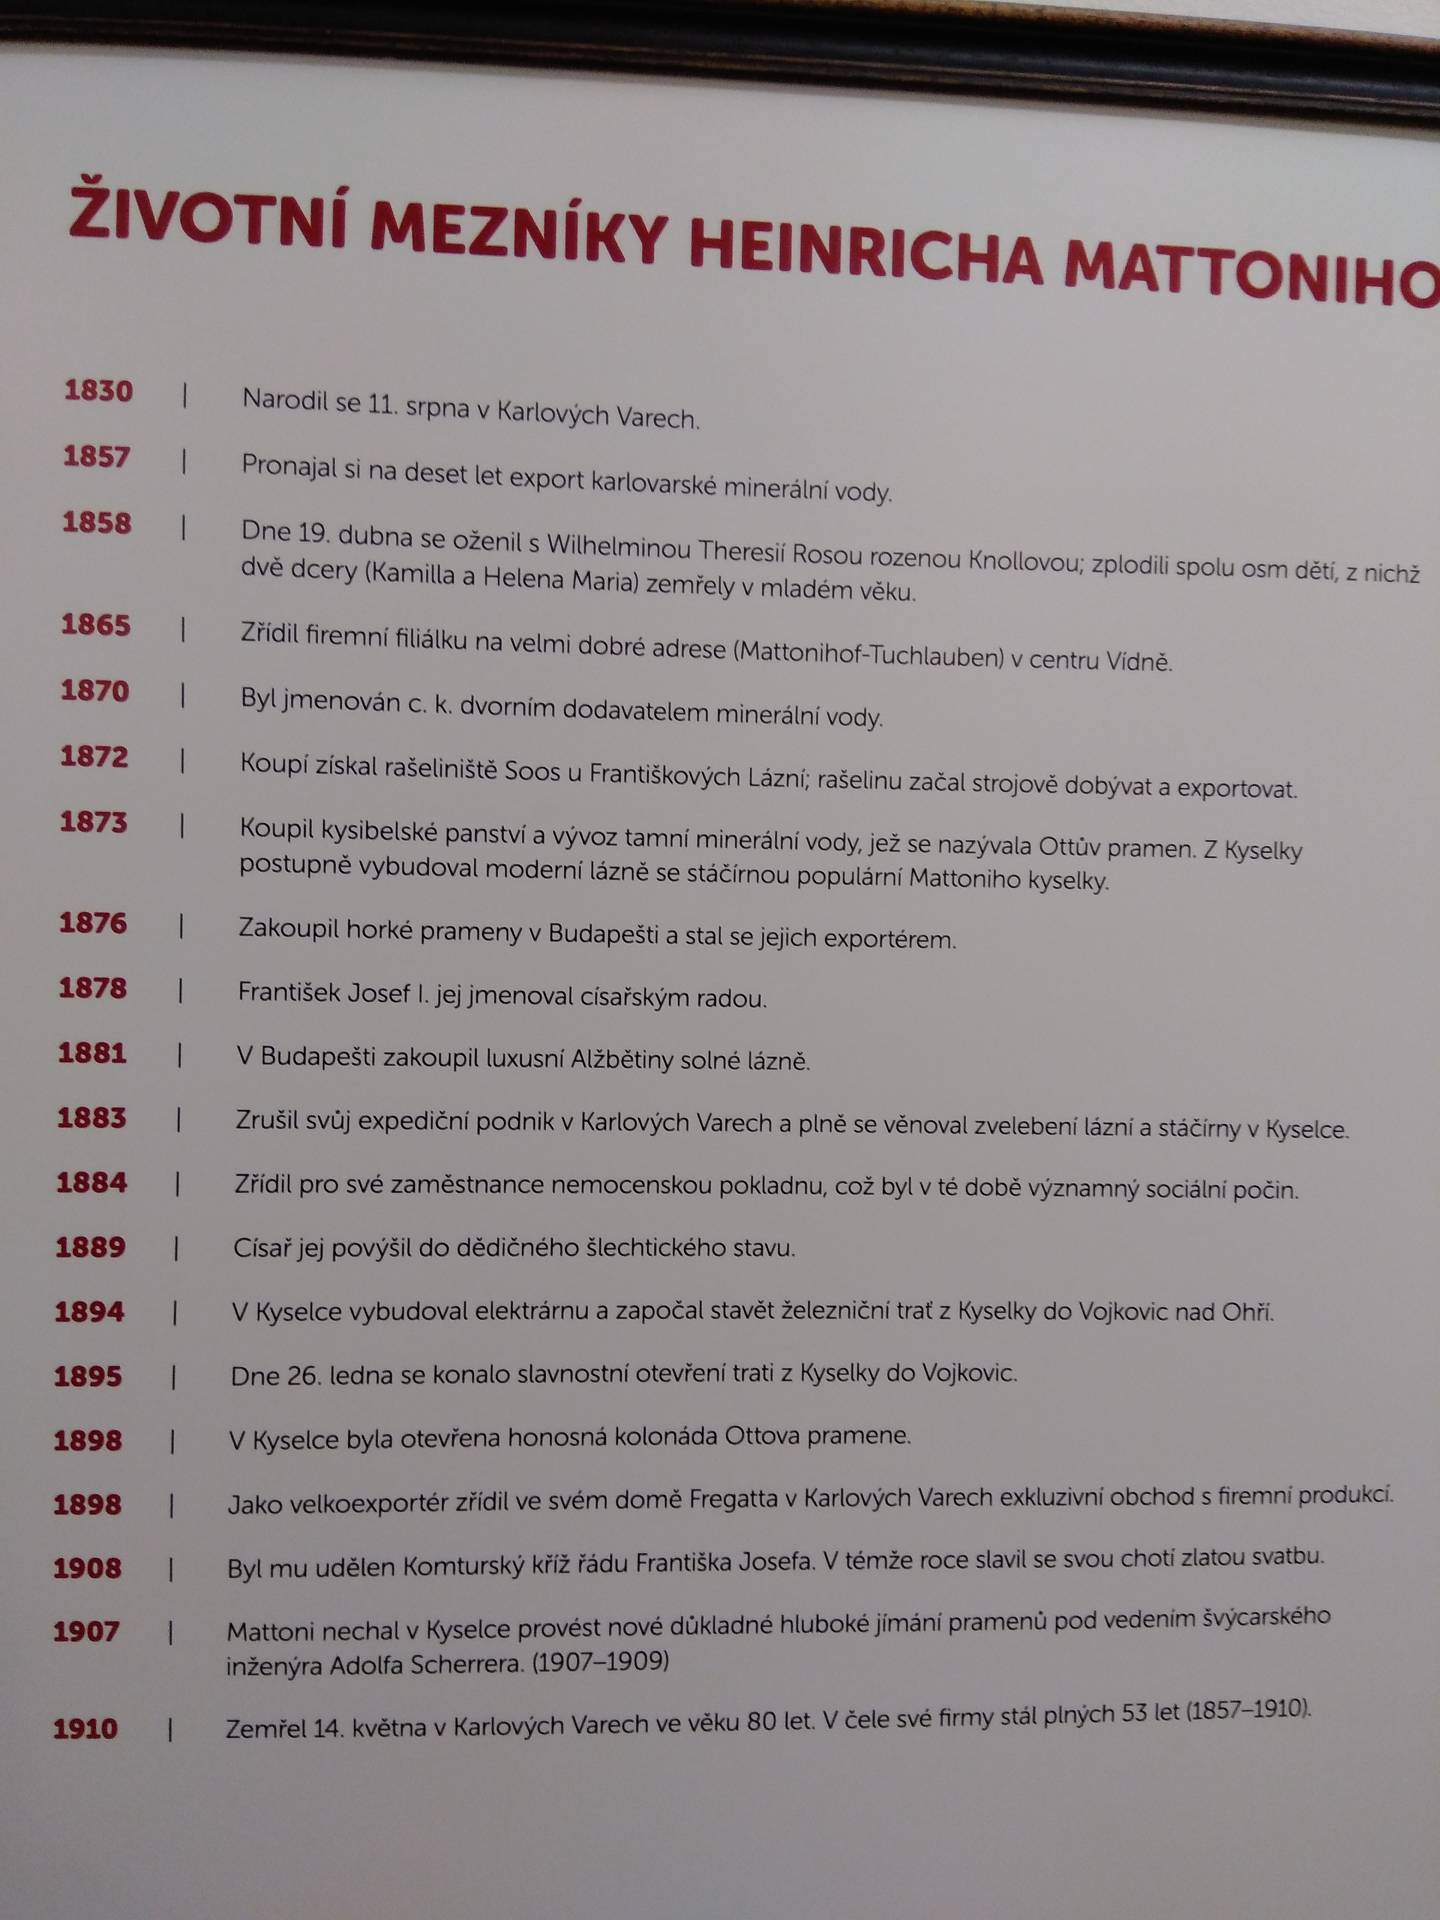 ŽIVOTNÍ MEZNÍKY HEINRICHA MATTONIHO
1830 | Narodil se 11. srpna v Karlových Varech.
1857 | Pronajal si na deset let export karlovarské minerální vody.
1858 | Dne 19. dubna se oženil s Wilhelminou Theresií Rosou rozenou Knollovou; zplodili spolu osm dětí, z nichž
dvě dcery (Kamilla a Helena Maria) zemřely v mladém věku.
1865 | Zřídil firemní filiálku na velmi dobré adrese (Mattonihof-Tuchlauben) v centru Vídně.
1870 | Byl jmenován c. k. dvorním dodavatelem minerální vody.
1872 | Koupí získal rašeliniště Soos u Františkových Lázní; rašelinu začal strojově dobývat a exportovat.
1873 | Koupil kysibelské panství a vývoz tamní minerální vody, jež se nazývala Ottův pramen. Z Kyselky
postupně vybudoval moderní lázně se stáčírnou populární Mattoniho kyselky.
1876 | Zakoupil horké prameny v Budapešti a stal se jejich exportérem.
1878 | František Josef I. jej jmenoval císařským radou.
1881 | V Budapešti zakoupil luxusní Alžbětiny solné lázně.
1883 | Zrušil svůj expediční podnik v Karlových Varech a plně se věnoval zvelebení lázní a stáčírny v Kyselce.
1884 | Zřídil pro své zaměstnance nemocenskou pokladnu, což byl v té době významný sociální počin.
1889 | Císař jej povýšil do dědičného šlechtického stavu.
1894 | V Kyselce vybudoval elektrárnu a započal stavět železniční trať z Kyselky do Vojkovic nad Ohří.
1895 | Dne 26. ledna se konalo slavnostní otevření trati z Kyselky do Vojkovic.
1898 | V Kyselce byla otevřena honosná kolonáda Ottova pramene.
1898 | Jako velkoexportér zřídil ve svém domě Fregatta v Karlových Varech exkluzivní obchod s firemní produkcí.
1908 | Byl mu udělen Komturský kříž řádu Františka Josefa. V témže roce slavil se svou chotí zlatou svatbu.
1907 | Mattoni nechal v Kyselce provést nové důkladné hluboké jímání pramenů pod vedením švýcarského
inženýra Adolfa Scherrera. (1907–1909)
1910 | Zemřel 14. května v Karlových Varech ve věku 80 let. V čele své firmy stál plných 53 let (1857–1910).